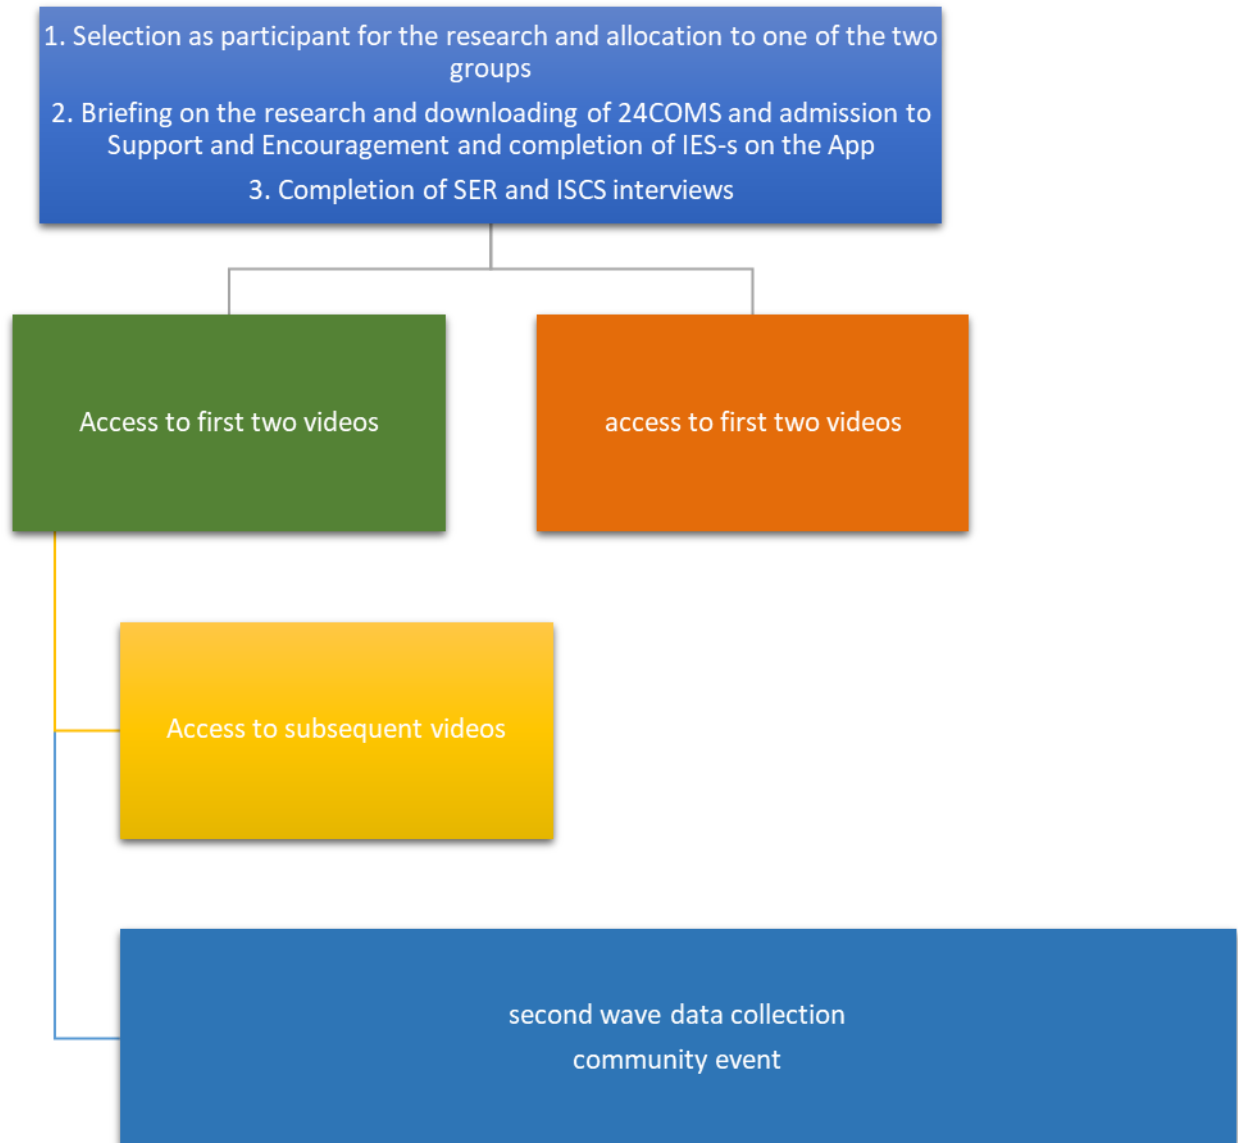 1. Selection as participant for the research and allocation to one of the two
groups
2. Briefing on the research and downloading of 24COMS and admission to
Support and Encouragement and completion of IES-s on the App
3. Completion of SER and ISCS interviews
Access to first two videos
access to first two videos
Access to subsequent videos
second wave data collection
community event